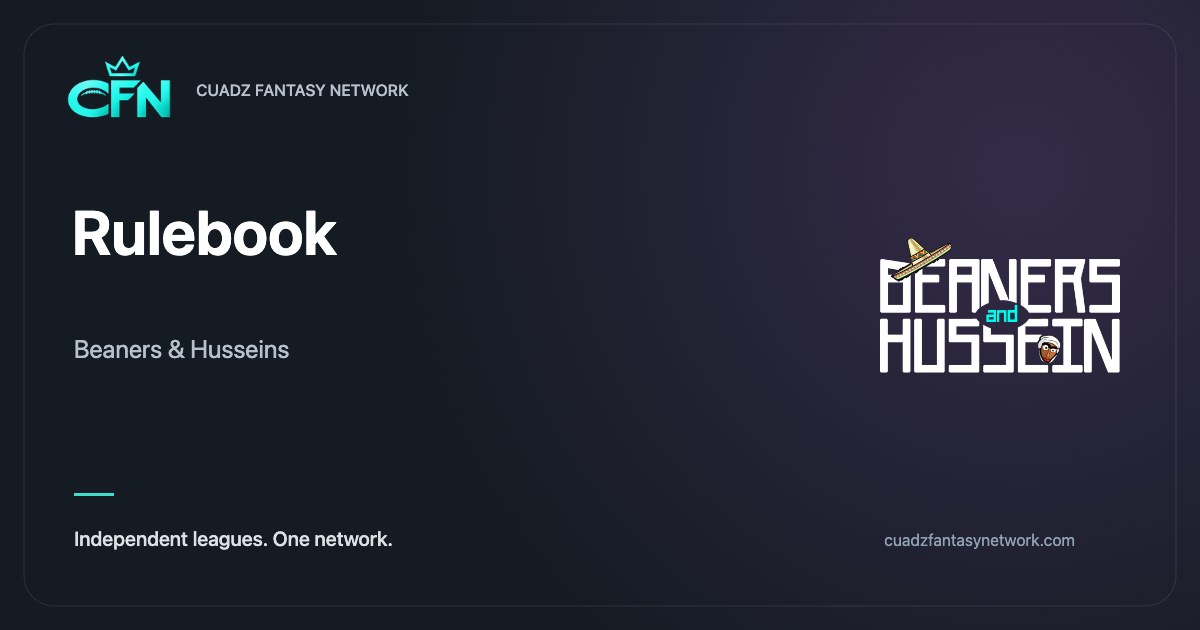 CFN
CUADZ FANTASY NETWORK
Rulebook
Beaners & Husseins
BEANERS
and
HUSSEIN
Independent leagues. One network.
cuadzfantasynetwork.com